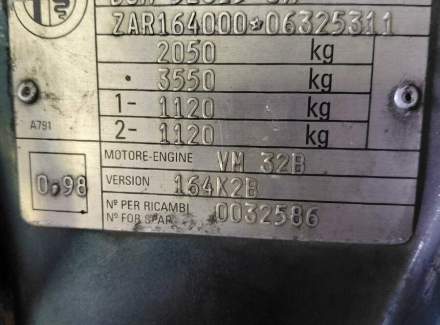 ZAR164000*06325311
2050 kg
3550 kg
1- 1120 kg
2- 1120 kg
A791
MOTORE-ENGINE VM 32B
0,98
VERSION 164X2B
Nº PER RICAMBI 0032586
Nº FOR SPAR.